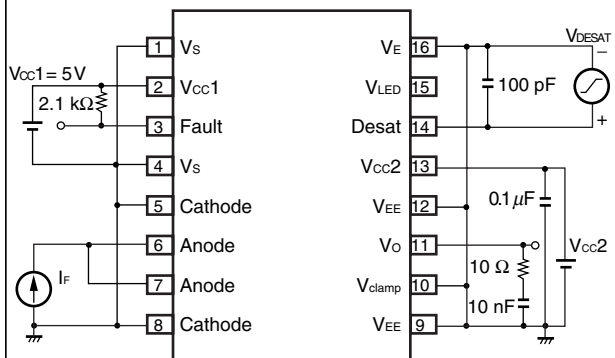 1 Vs
VE 16
VDESAT
−
VCC1 = 5V
2 VCC1
VLED 15
100 pF
2.1 kΩ
3 Fault
Desat 14
+
4 Vs
VCC2 13
5 Cathode
VEE 12
0.1 μF
6 Anode
VO 11
VCC2
IF
7 Anode
Vclamp 10
10 Ω
10 nF
8 Cathode
VEE 9